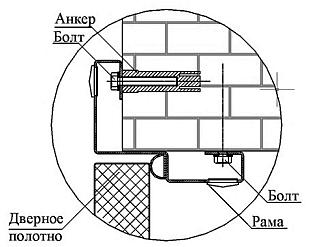 Анкер
Болт
Дверное
полотно
Болт
Рама